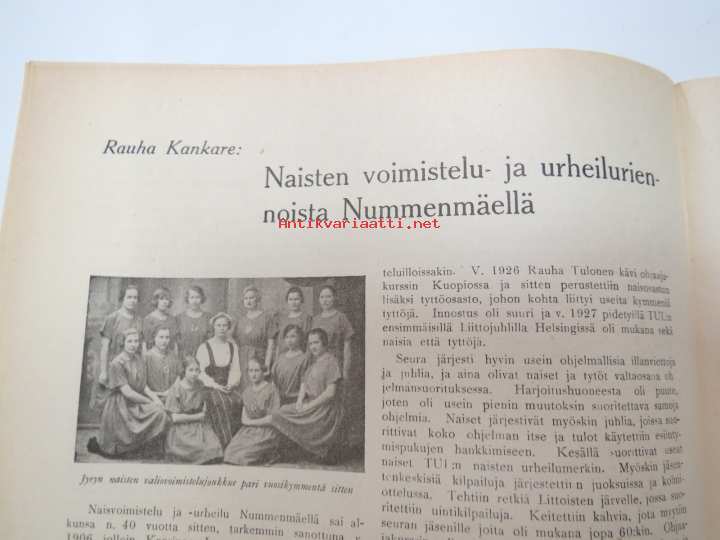 Rauha Kankare:
Naisten voimistelu- ja urheilurien-
noista Nummenmäellä
Antikvariaatti.net
Jyryn naisten valiovoimistelujoukkue pari vuosikymmentä sitten
Naisvoimistelu ja -urheilu Nummenmäellä sai al-
kunsa n. 40 vuotta sitten, tarkemmin sanottuna v.
1906, jolloin
teluilloissakin. V. 1926 Rauha Tulonen kävi ohjaaja-
kurssin Kuopiossa ja sitten perustettiin naisosaston
lisäksi tyttöosasto, johon kohta liittyi useita kymmeniä
tyttöjä. Innostus oli suuri ja v. 1927 pidetyillä TUL:n
ensimmäisillä Liittojuhlilla Helsingissä oli mukana sekä
naisia että tyttöjä.
Seura järjesti hyvin usein ohjelmallisia illanviettoja
ja juhlia, ja aina olivat naiset ja tytöt valtaosana oh-
jelmansuorituksessa. Harjoitushuoneesta oli puute,
joten oli usein pienin muutoksin suoritettava samoja
ohjelmia. Naiset järjestivät myöskin juhlia, joissa suo-
rittivat koko ohjelman itse ja tulot käytettiin esiinty-
mispukujen hankkimiseen. Kesällä suorittivat useat
naiset TUL:n naisten urheilumerkin. Myöskin jäsen-
tenkeskisiä kilpailuja järjestettiin juoksuissa ja kolmi-
ottelussa. Tehtiin retkiä Littoisten järvelle, jossa suo-
ritettiin uintikilpailuja. Keitettiin kahvia, jota myytiin
seuran jäsenille joita oli mukana jopa 60:kin. Ohjaa-